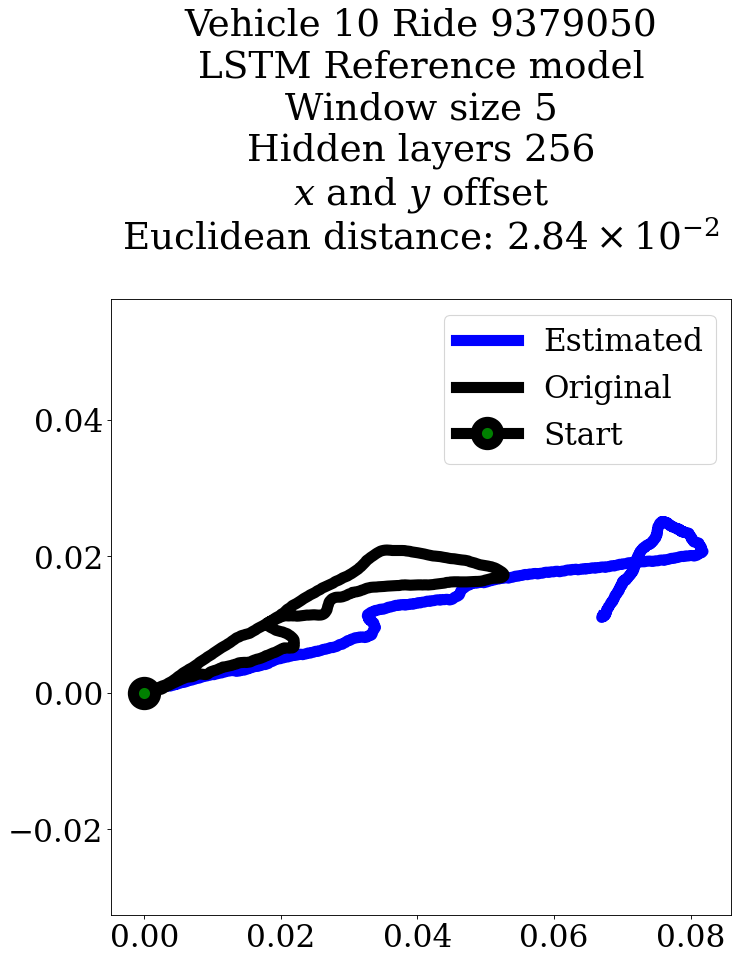 Vehicle 10 Ride 9379050
LSTM Reference model
Window size 5
Hidden layers 256
x and y offset
Euclidean distance: 2.84 × 10⁻²
Estimated
Original
Start
0.04
0.02
0.00
−0.02
0.00 0.02 0.04 0.06 0.08